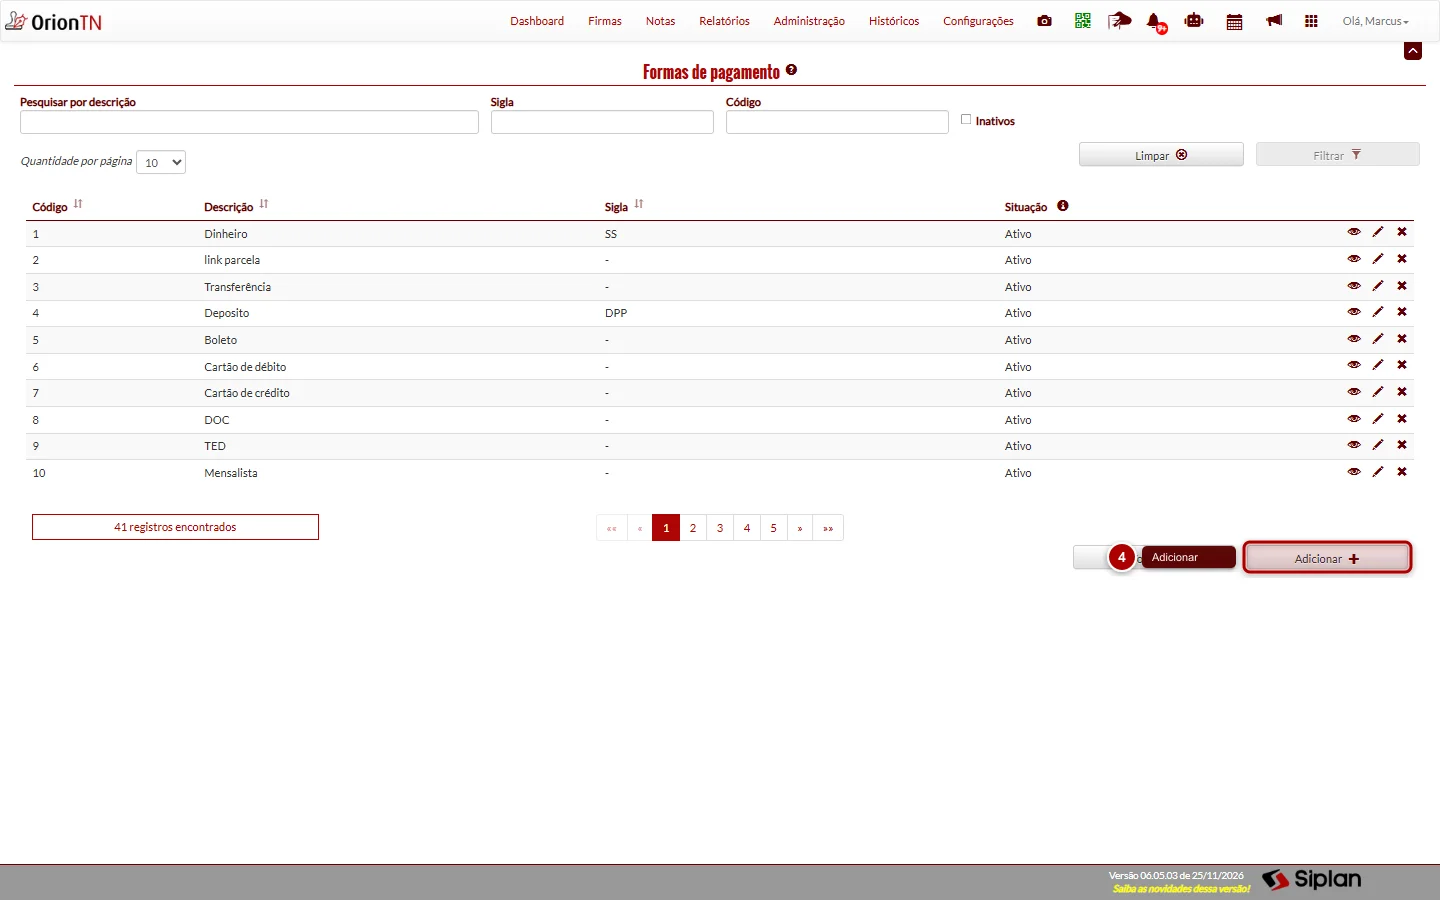 OrionTN
Dashboard Firmas Notas Relatórios Administração Históricos Configurações 9+ Olá, Marcus
Formas de pagamento
Pesquisar por descrição Sigla Código
Inativos
Quantidade por página 10 Limpar Filtrar
Código Descrição Sigla Situação
1 Dinheiro SS Ativo
2 link parcela - Ativo
3 Transferência - Ativo
4 Deposito DPP Ativo
5 Boleto - Ativo
6 Cartão de débito - Ativo
7 Cartão de crédito - Ativo
8 DOC - Ativo
9 TED - Ativo
10 Mensalista - Ativo
41 registros encontrados «« « 1 2 3 4 5 » »»
4 Adicionar Adicionar
Versão 06.05.03 de 25/11/2026
Saiba as novidades dessa versão!
Siplan